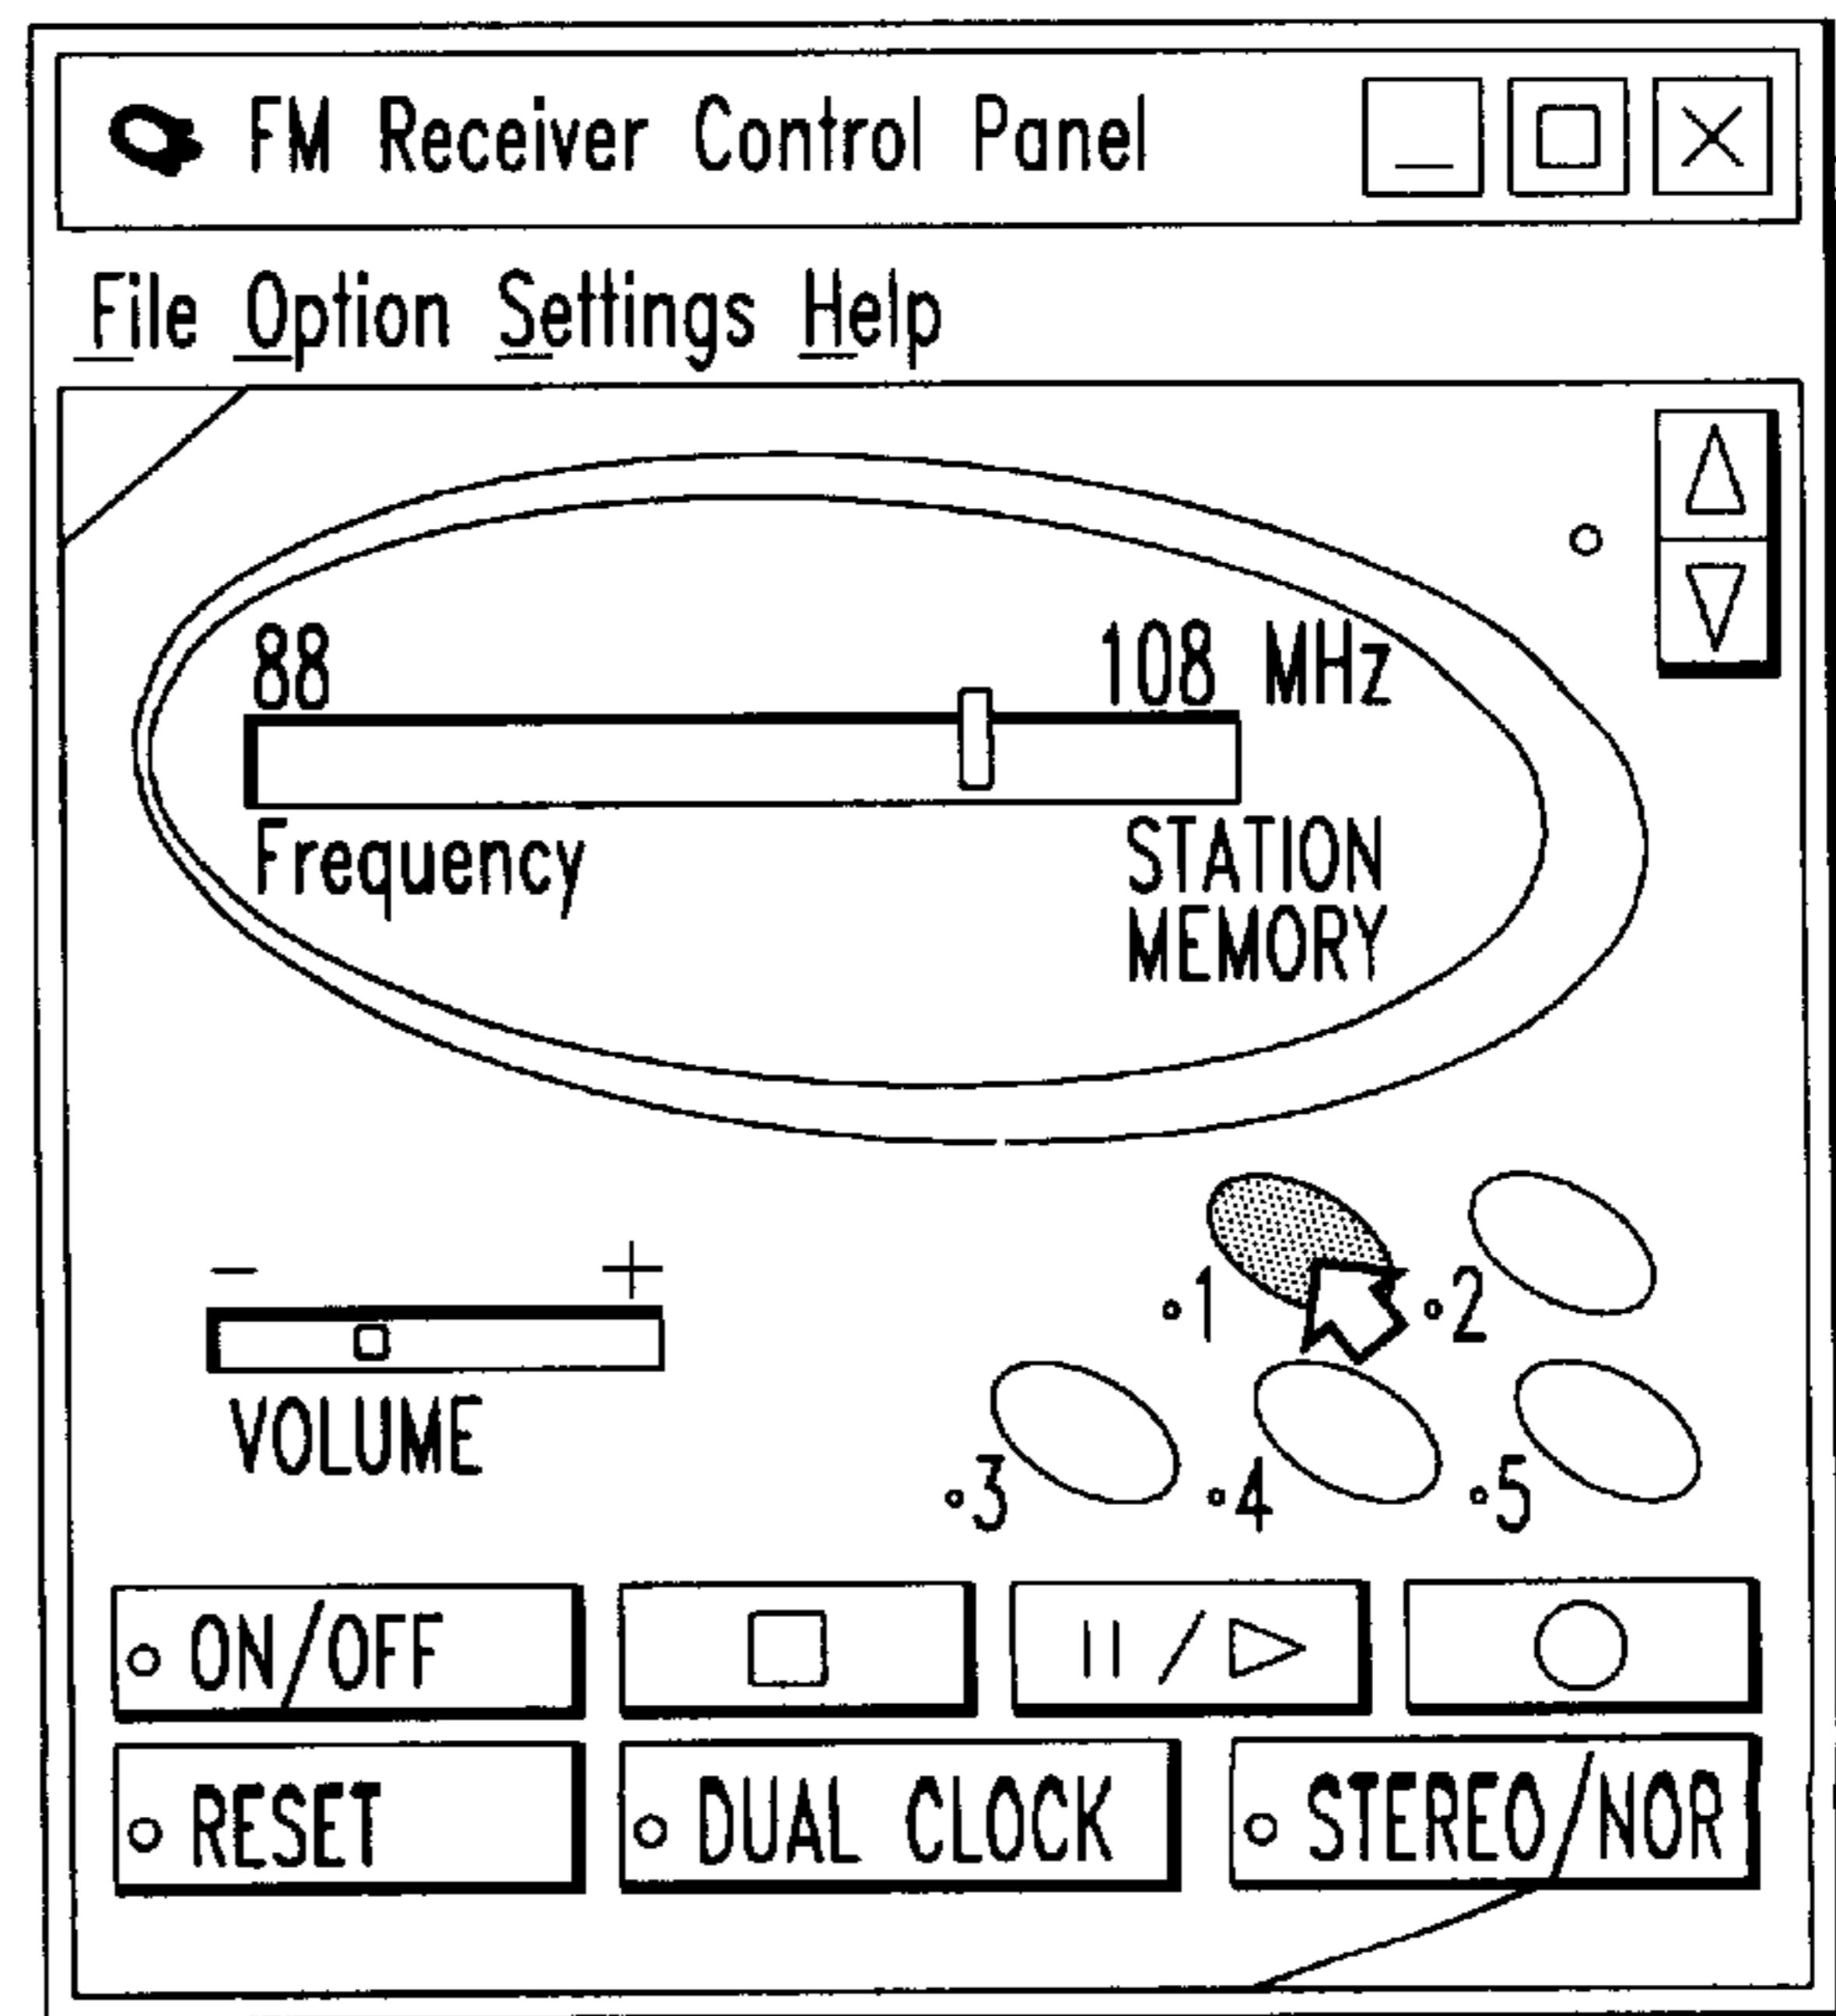 FM Receiver Control Panel
File Option Settings Help
88 108 MHz
Frequency STATION
MEMORY
- +
VOLUME
1 2
3 4 5
ON/OFF
RESET DUAL CLOCK STEREO/NOR